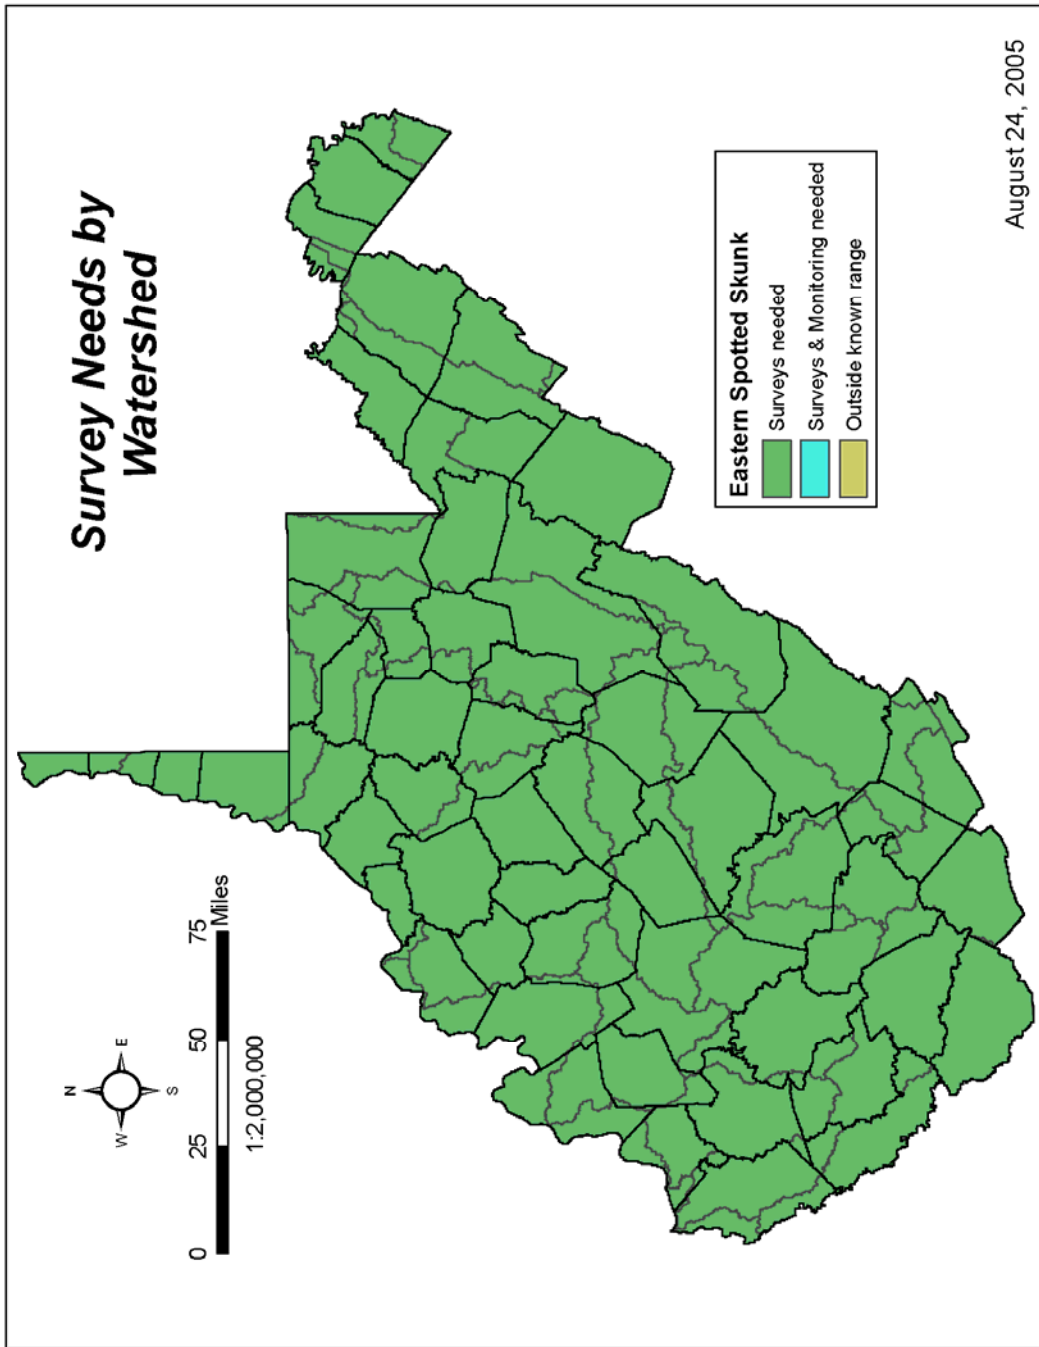 Survey Needs by
Watershed
N
W
E
S
0
25
50
75
Miles
1:2,000,000
Eastern Spotted Skunk
Surveys needed
Surveys & Monitoring needed
Outside known range
August 24, 2005